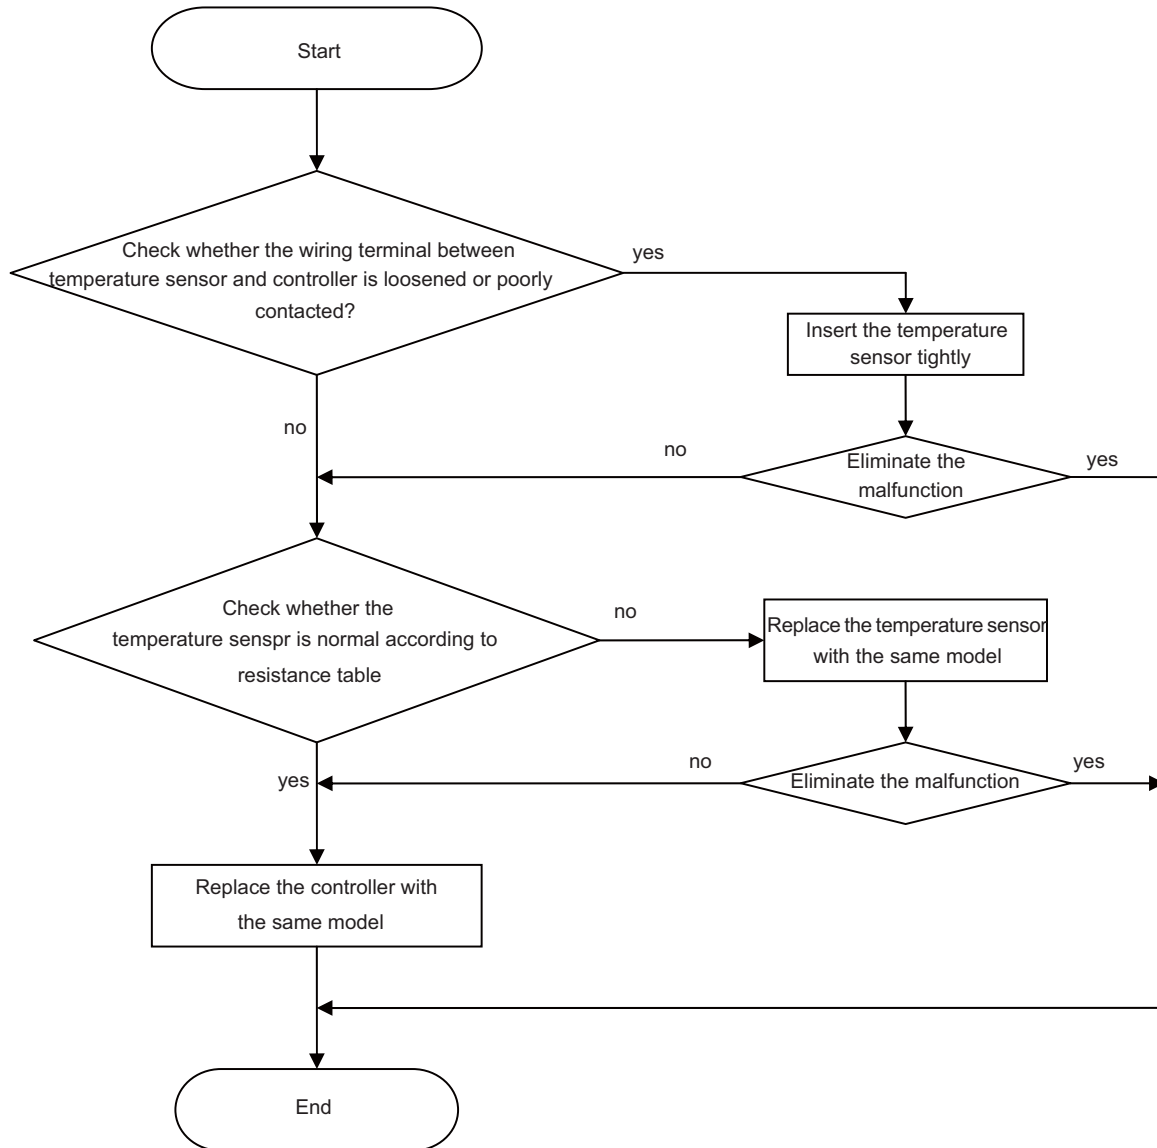 Start
Check whether the wiring terminal between
temperature sensor and controller is loosened or poorly
contacted?
yes
Insert the temperature
sensor tightly
no
no
Eliminate the
malfunction
yes
Check whether the
temperature senspr is normal according to
resistance table
no
Replace the temperature sensor
with the same model
yes
no
Eliminate the malfunction
yes
Replace the controller with
the same model
End